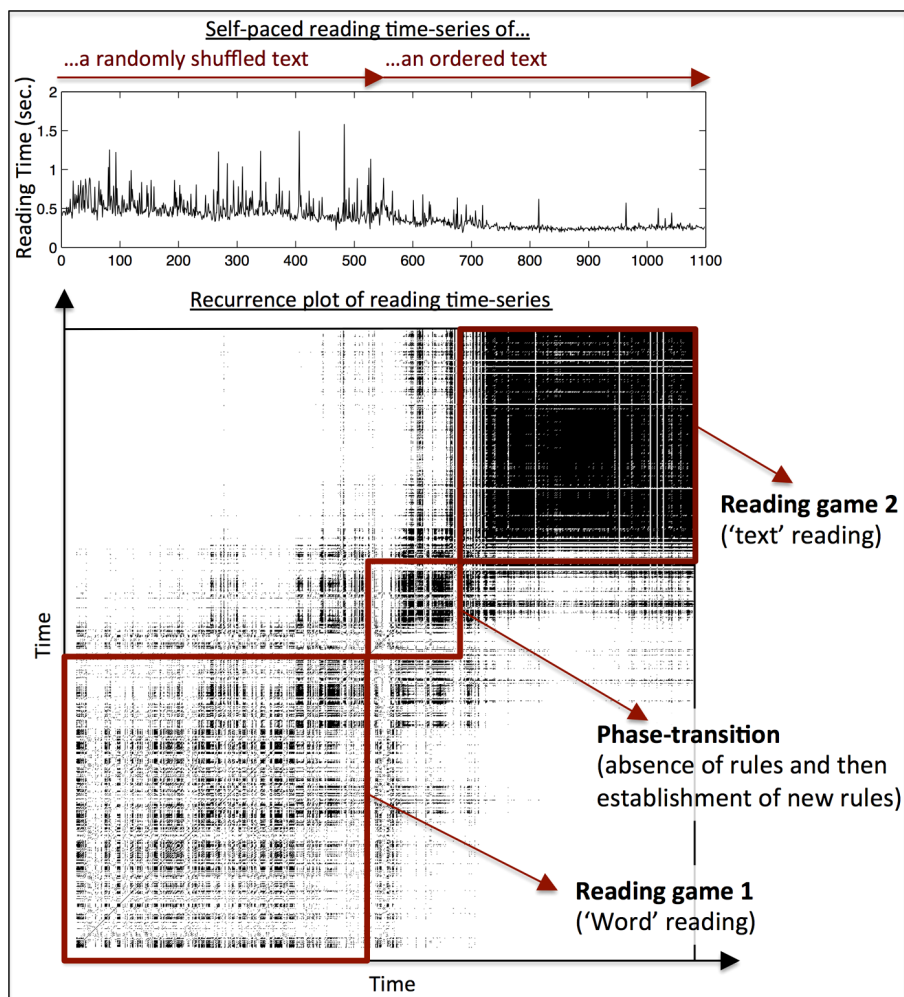 Self-paced reading time-series of...
...a randomly shuffled text
...an ordered text
Reading Time (sec.)
2
1.5
1
0.5
0
0 100 200 300 400 500 600 700 800 900 1000 1100
Recurrence plot of reading time-series
Time
Reading game 2
('text' reading)
Phase-transition
(absence of rules and then
establishment of new rules)
Reading game 1
('Word' reading)
Time